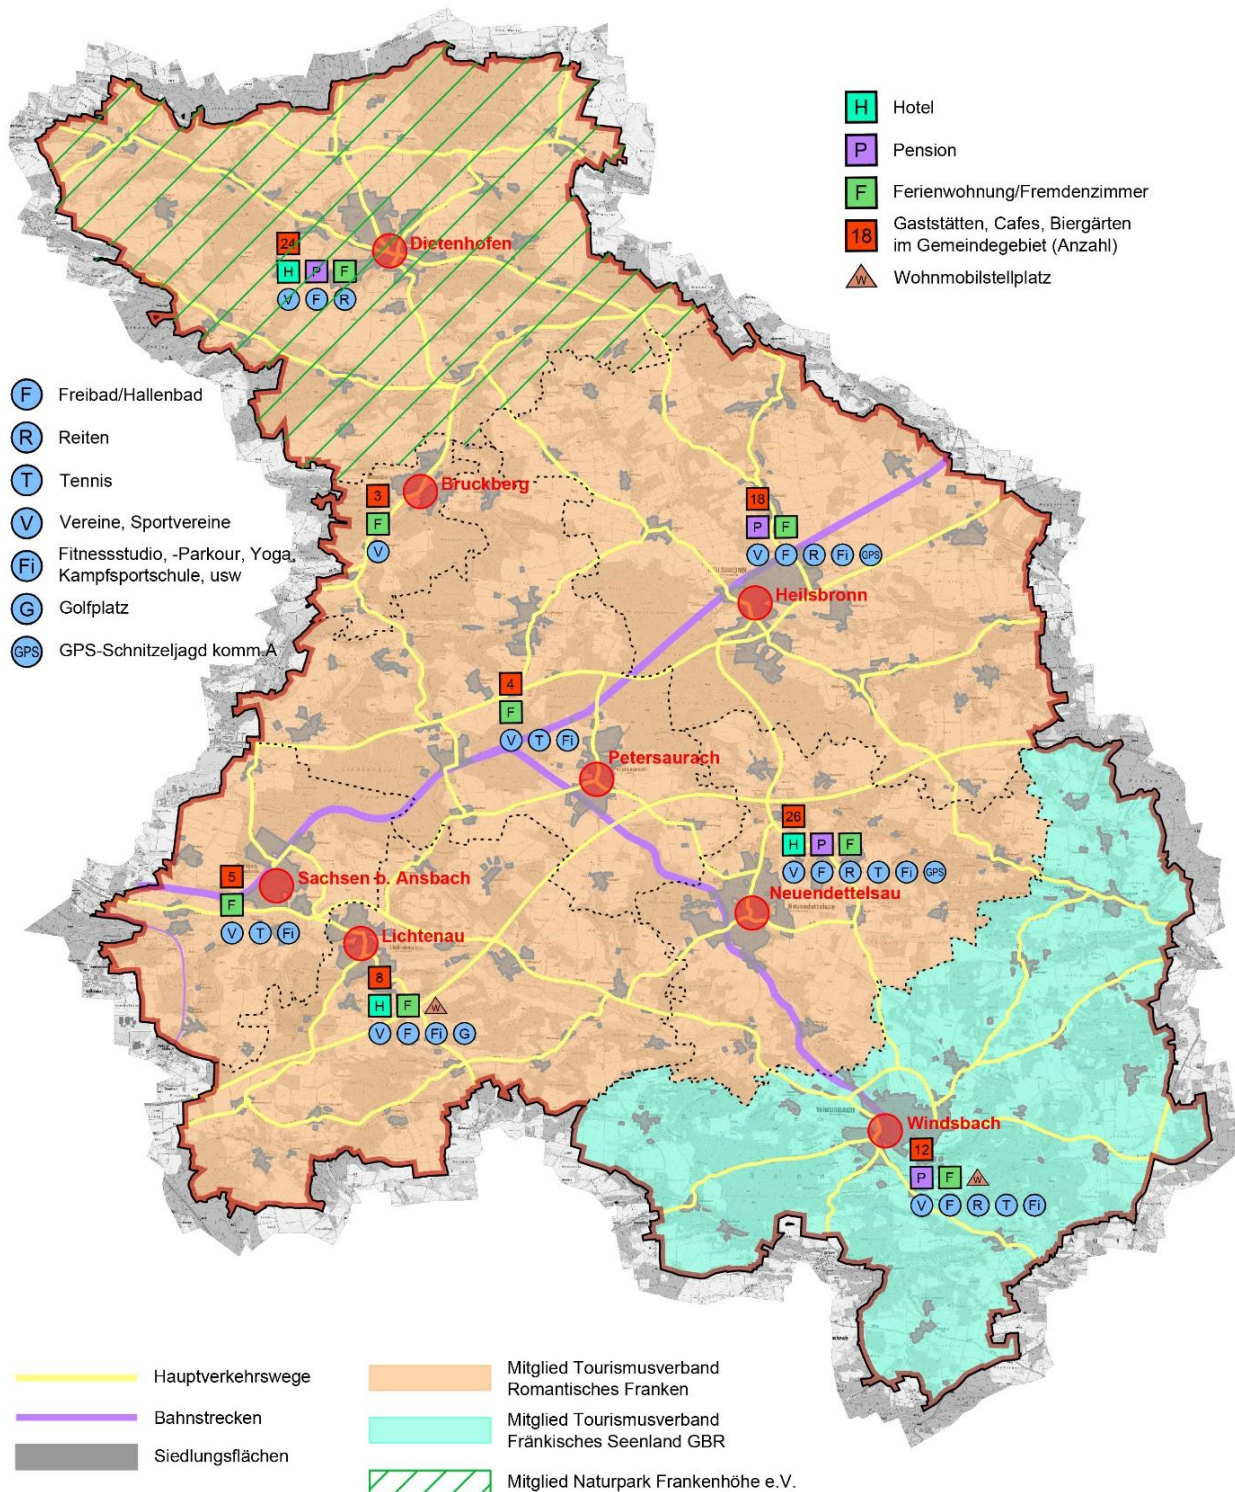 H Hotel
P Pension
F Ferienwohnung/Fremdenzimmer
18 Gaststätten, Cafes, Biergärten
im Gemeindegebiet (Anzahl)
W Wohnmobilstellplatz
24
Dietenhofen
H P F
V F R
F Freibad/Hallenbad
R Reiten
T Tennis
V Vereine, Sportvereine
Fi Fitnessstudio, -Parkour, Yoga,
Kampfsportschule, usw
G Golfplatz
GPS GPS-Schnitzeljagd komm.A
Bruckberg
3
F
V
18
P F
V F R Fi GPS
Heilsbronn
4
F
V T Fi
Petersaurach
26
H P F
V F R T Fi GPS
Neuendettelsau
Neuendettelsau
5
Sachsen b. Ansbach
F
V T Fi
Lichtenau
8
H F W
V F Fi G
WINDSBACH
Windsbach
12
P F W
V F R T Fi
Hauptverkehrswege
Bahnstrecken
Siedlungsflächen
Mitglied Tourismusverband
Romantisches Franken
Mitglied Tourismusverband
Fränkisches Seenland GBR
Mitglied Naturpark Frankenhöhe e.V.